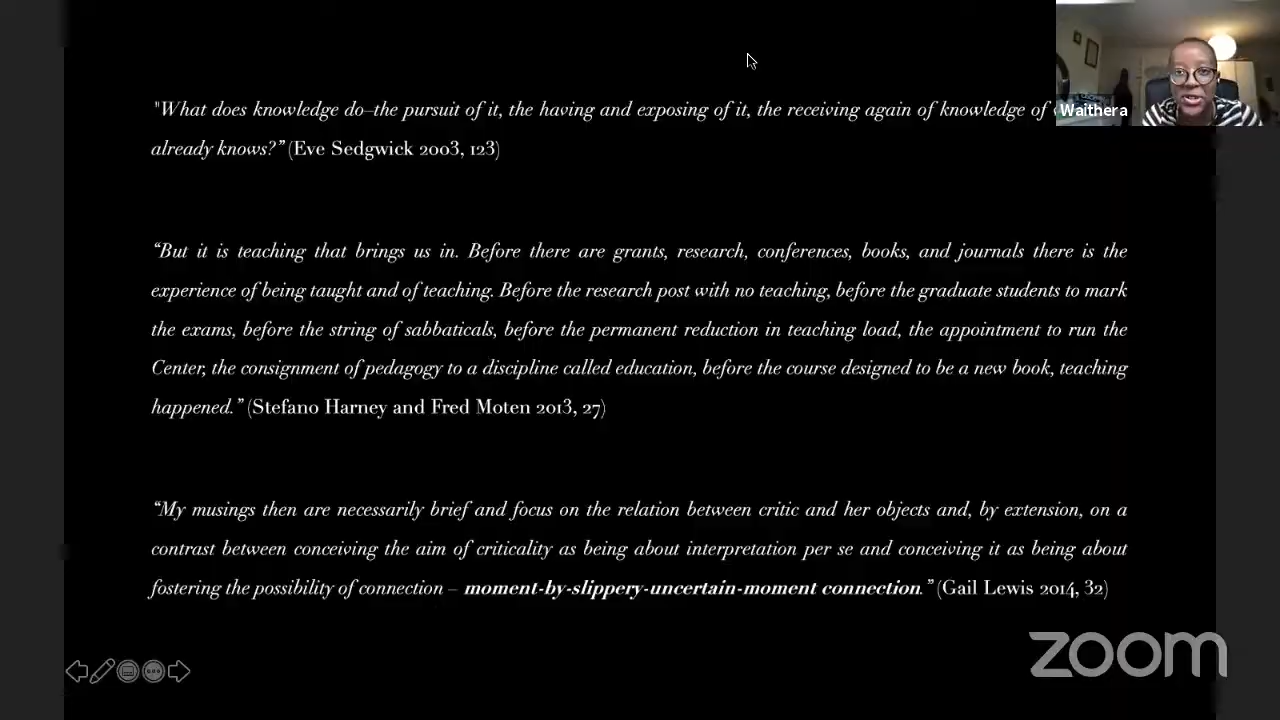 "What does knowledge do–the pursuit of it, the having and exposing of it, the receiving again of knowledge of
Waithera
already knows?” (Eve Sedgwick 2003, 123)
“But it is teaching that brings us in. Before there are grants, research, conferences, books, and journals there is the
experience of being taught and of teaching. Before the research post with no teaching, before the graduate students to mark
the exams, before the string of sabbaticals, before the permanent reduction in teaching load, the appointment to run the
Center, the consignment of pedagogy to a discipline called education, before the course designed to be a new book, teaching
happened.” (Stefano Harney and Fred Moten 2013, 27)
“My musings then are necessarily brief and focus on the relation between critic and her objects and, by extension, on a
contrast between conceiving the aim of criticality as being about interpretation per se and conceiving it as being about
fostering the possibility of connection – moment-by-slippery-uncertain-moment connection.” (Gail Lewis 2014, 32)
zoom